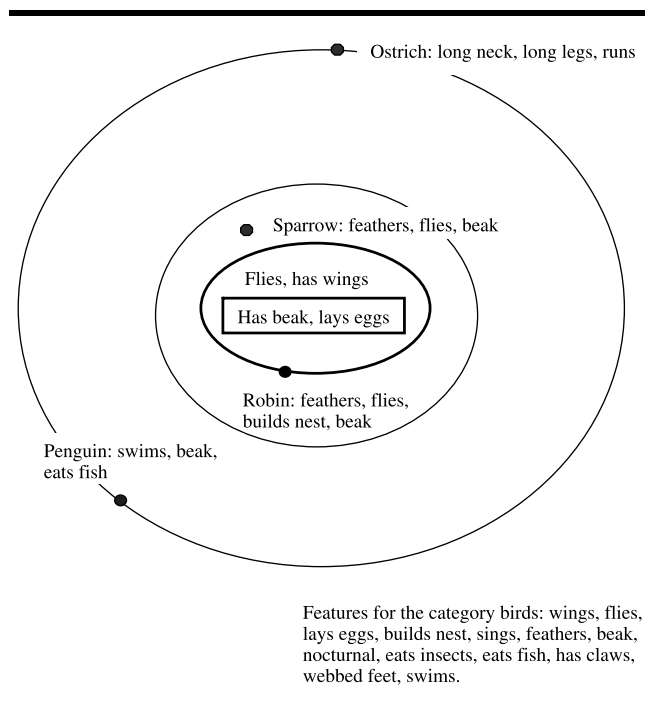 Ostrich: long neck, long legs, runs
Sparrow: feathers, flies, beak
Flies, has wings
Has beak, lays eggs
Robin: feathers, flies,
builds nest, beak
Penguin: swims, beak,
eats fish
Features for the category birds: wings, flies,
lays eggs, builds nest, sings, feathers, beak,
nocturnal, eats insects, eats fish, has claws,
webbed feet, swims.